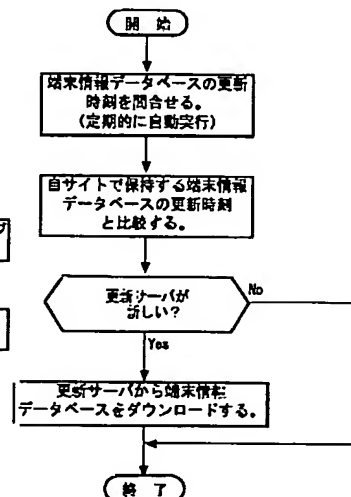 開 始
端末情報データベースの更新
時刻を問合せる。
(定期的に自動実行)
自サイトで保持する端末情報
データベースの更新時刻
と比較する。
更新サーバが
新しい?
No
Yes
更新サーバから端末情報
データベースをダウンロードする。
終 了